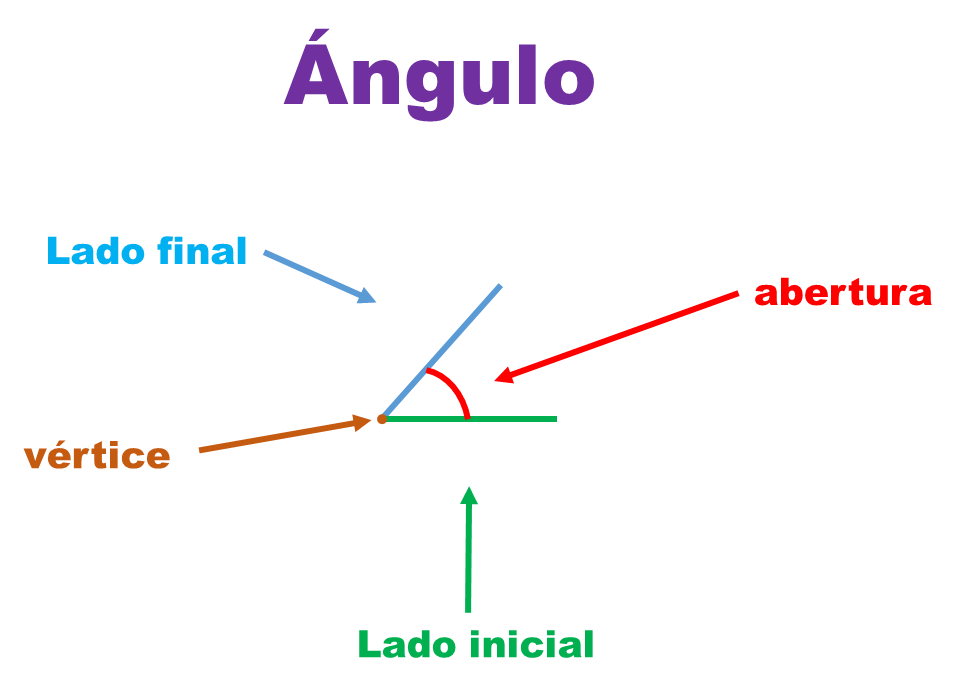 Ángulo
Lado final
abertura
vértice
Lado inicial